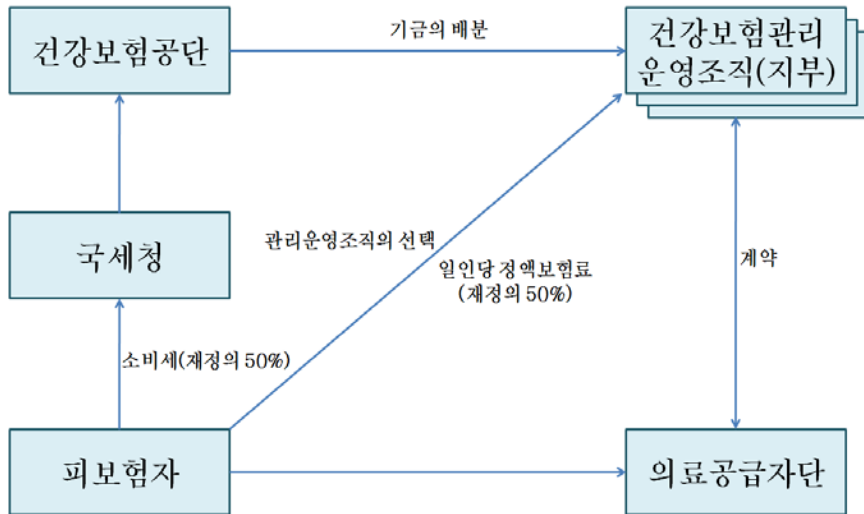 건강보험공단
기금의 배분
건강보험관리
운영조직(지부)
국세청
관리운영조직의 선택
일인당 정액보험료
(재정의 50%)
계약
소비세(재정의 50%)
피보험자
의료공급자단